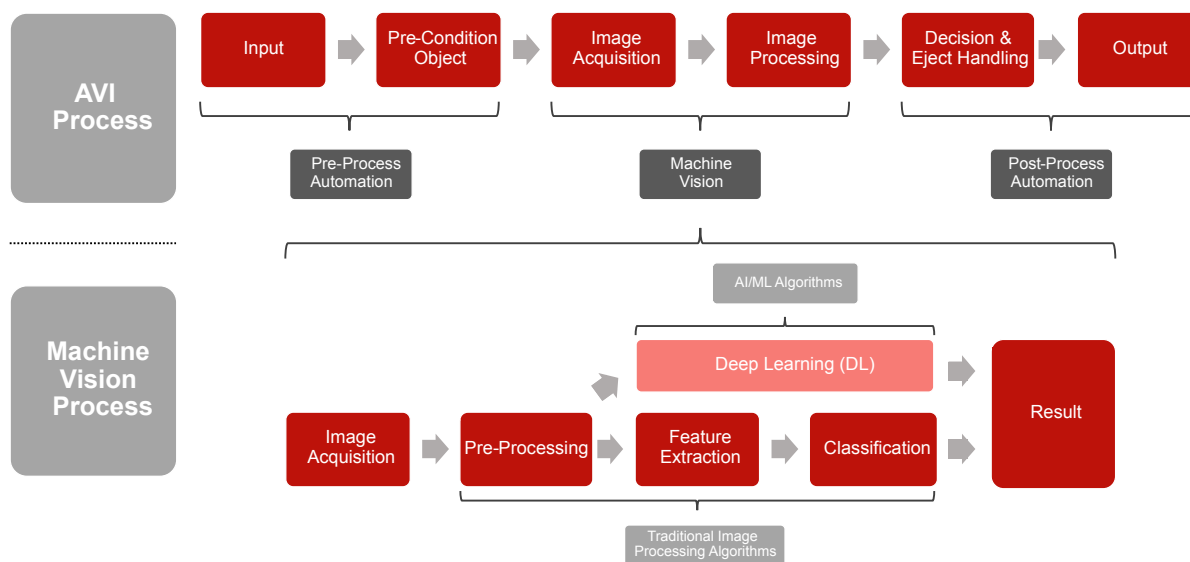 AVI
Process
Input
Pre-Condition
Object
Image
Acquisition
Image
Processing
Decision &
Eject Handling
Output
Pre-Process
Automation
Machine
Vision
Post-Process
Automation
Machine
Vision
Process
AI/ML Algorithms
Deep Learning (DL)
Image
Acquisition
Pre-Processing
Feature
Extraction
Classification
Result
Traditional Image
Processing Algorithms